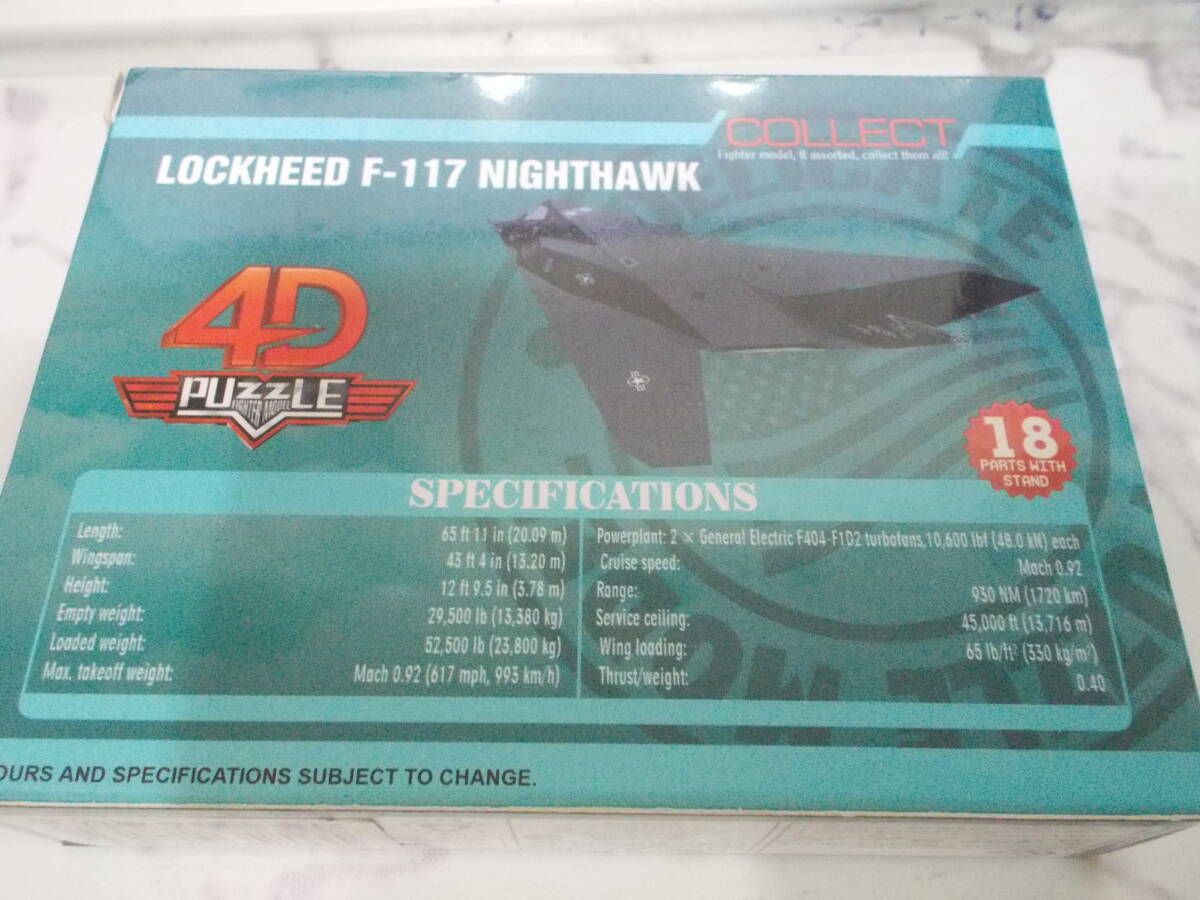 COLLECT
Fighter model, 8 assorted, collect them all!
LOCKHEED F-117 NIGHTHAWK
4D
PUZZLE
FIGHTER MODEL
18
PARTS WITH
STAND
SPECIFICATIONS
Length: 65 ft 11 in (20.09 m)
Wingspan: 43 ft 4 in (13.20 m)
Height: 12 ft 9.5 in (3.78 m)
Empty weight: 29,500 lb (13,380 kg)
Loaded weight: 52,500 lb (23,800 kg)
Max. takeoff weight: Mach 0.92 (617 mph, 993 km/h)
Powerplant: 2 × General Electric F404-F1D2 turbofans,10,600 lbf (48.0 kN) each
Cruise speed: Mach 0.92
Range: 930 NM (1720 km)
Service ceiling: 45,000 ft (13,716 m)
Wing loading: 65 lb/ft² (330 kg/m²)
Thrust/weight: 0.40
OURS AND SPECIFICATIONS SUBJECT TO CHANGE.